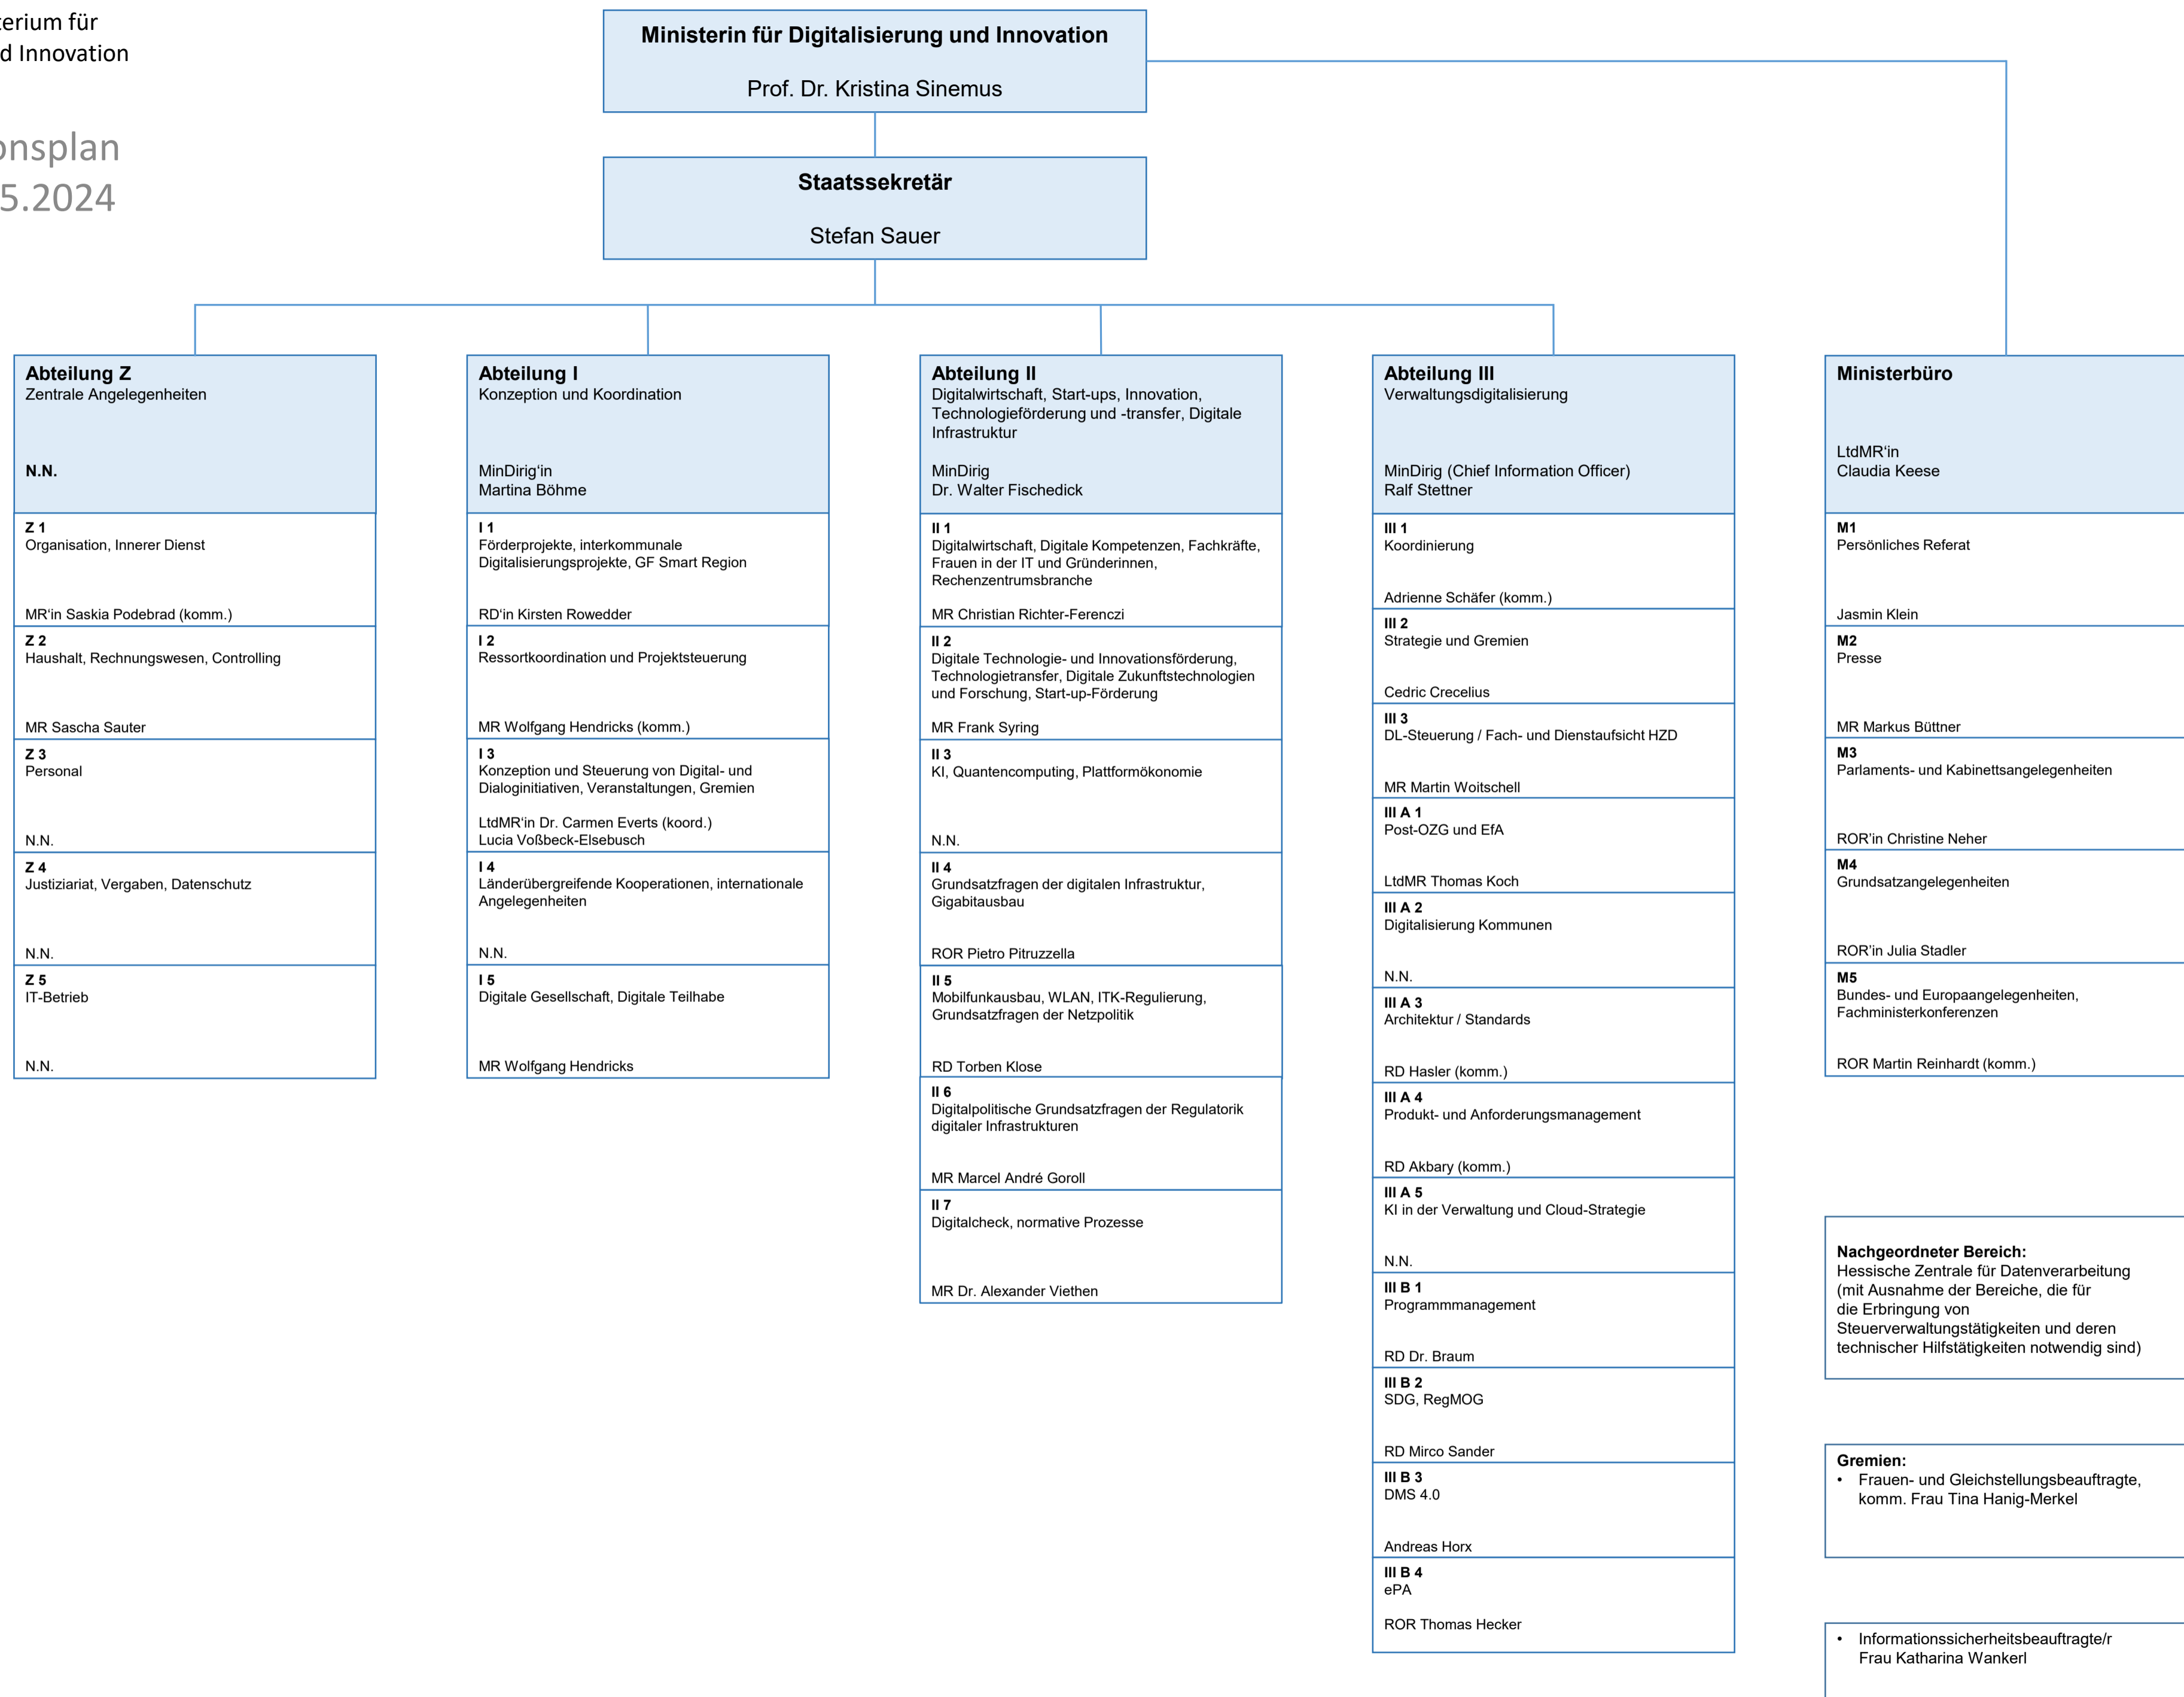 terium für
d Innovation
onsplan
5.2024
Ministerin für Digitalisierung und Innovation
Prof. Dr. Kristina Sinemus
Staatssekretär
Stefan Sauer
Abteilung Z
Zentrale Angelegenheiten
N.N.
Z 1
Organisation, Innerer Dienst
MR‘in Saskia Podebrad (komm.)
Z 2
Haushalt, Rechnungswesen, Controlling
MR Sascha Sauter
Z 3
Personal
N.N.
Z 4
Justiziariat, Vergaben, Datenschutz
N.N.
Z 5
IT-Betrieb
N.N.
Abteilung I
Konzeption und Koordination
MinDirig‘in
Martina Böhme
I 1
Förderprojekte, interkommunale
Digitalisierungsprojekte, GF Smart Region
RD‘in Kirsten Rowedder
I 2
Ressortkoordination und Projektsteuerung
MR Wolfgang Hendricks (komm.)
I 3
Konzeption und Steuerung von Digital- und
Dialoginitiativen, Veranstaltungen, Gremien
LtdMR‘in Dr. Carmen Everts (koord.)
Lucia Voßbeck-Elsebusch
I 4
Länderübergreifende Kooperationen, internationale
Angelegenheiten
N.N.
I 5
Digitale Gesellschaft, Digitale Teilhabe
MR Wolfgang Hendricks
Abteilung II
Digitalwirtschaft, Start-ups, Innovation,
Technologieförderung und -transfer, Digitale
Infrastruktur
MinDirig
Dr. Walter Fischedick
II 1
Digitalwirtschaft, Digitale Kompetenzen, Fachkräfte,
Frauen in der IT und Gründerinnen,
Rechenzentrumsbranche
MR Christian Richter-Ferenczi
II 2
Digitale Technologie- und Innovationsförderung,
Technologietransfer, Digitale Zukunftstechnologien
und Forschung, Start-up-Förderung
MR Frank Syring
II 3
KI, Quantencomputing, Plattformökonomie
N.N.
II 4
Grundsatzfragen der digitalen Infrastruktur,
Gigabitausbau
ROR Pietro Pitruzzella
II 5
Mobilfunkausbau, WLAN, ITK-Regulierung,
Grundsatzfragen der Netzpolitik
RD Torben Klose
II 6
Digitalpolitische Grundsatzfragen der Regulatorik
digitaler Infrastrukturen
MR Marcel André Goroll
II 7
Digitalcheck, normative Prozesse
MR Dr. Alexander Viethen
Abteilung III
Verwaltungsdigitalisierung
MinDirig (Chief Information Officer)
Ralf Stettner
III 1
Koordinierung
Adrienne Schäfer (komm.)
III 2
Strategie und Gremien
Cedric Crecelius
III 3
DL-Steuerung / Fach- und Dienstaufsicht HZD
MR Martin Woitschell
III A 1
Post-OZG und EfA
LtdMR Thomas Koch
III A 2
Digitalisierung Kommunen
N.N.
III A 3
Architektur / Standards
RD Hasler (komm.)
III A 4
Produkt- und Anforderungsmanagement
RD Akbary (komm.)
III A 5
KI in der Verwaltung und Cloud-Strategie
N.N.
III B 1
Programmmanagement
RD Dr. Braum
III B 2
SDG, RegMOG
RD Mirco Sander
III B 3
DMS 4.0
Andreas Horx
III B 4
ePA
ROR Thomas Hecker
Ministerbüro
LtdMR‘in
Claudia Keese
M1
Persönliches Referat
Jasmin Klein
M2
Presse
MR Markus Büttner
M3
Parlaments- und Kabinettsangelegenheiten
ROR‘in Christine Neher
M4
Grundsatzangelegenheiten
ROR’in Julia Stadler
M5
Bundes- und Europaangelegenheiten,
Fachministerkonferenzen
ROR Martin Reinhardt (komm.)
Nachgeordneter Bereich:
Hessische Zentrale für Datenverarbeitung
(mit Ausnahme der Bereiche, die für
die Erbringung von
Steuerverwaltungstätigkeiten und deren
technischer Hilfstätigkeiten notwendig sind)
Gremien:
• Frauen- und Gleichstellungsbeauftragte,
komm. Frau Tina Hanig-Merkel
• Informationssicherheitsbeauftragte/r
Frau Katharina Wankerl